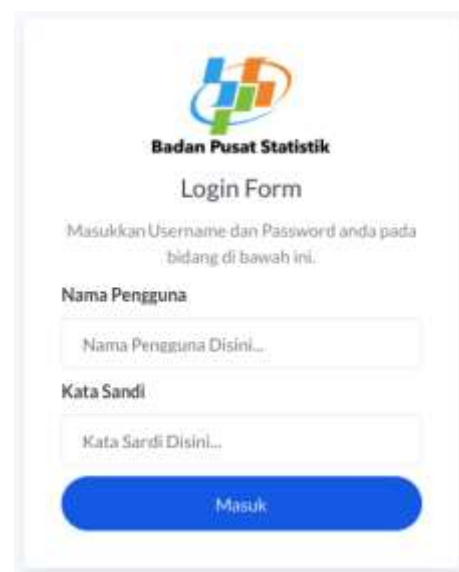 Badan Pusat Statistik
Login Form
Masukkan Username dan Password anda pada
bidang di bawah ini.
Nama Pengguna
Nama Pengguna Disini...
Kata Sandi
Kata Sandi Disini...
Masuk